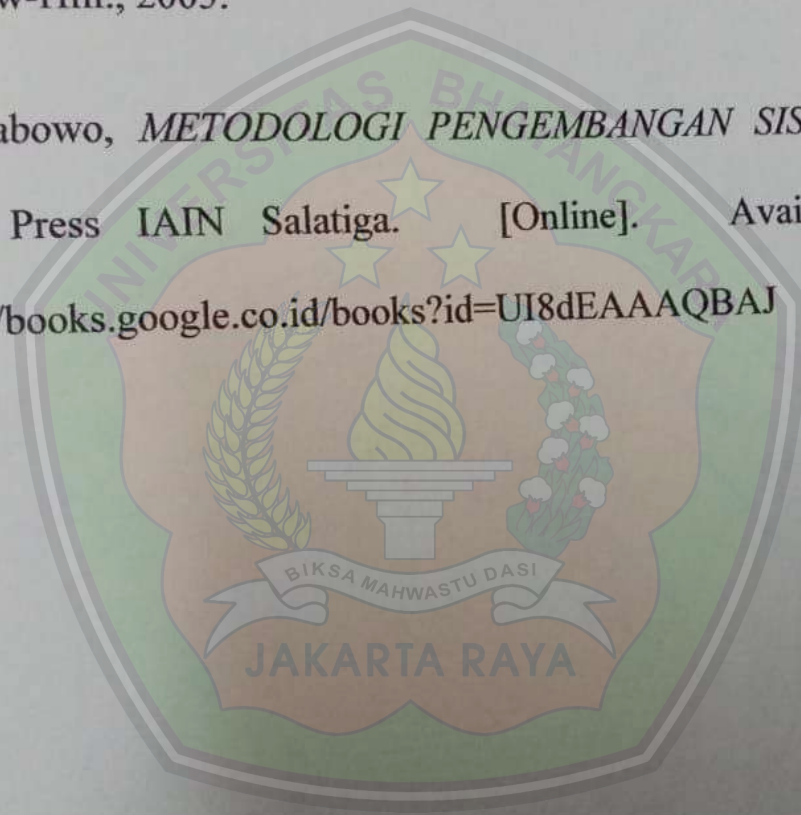 2005.
abowo, METODOLOGI PENGEMBANGAN SIS
Press IAIN Salatiga. [Online]. Avai
/books.google.co.id/books?id=UI8dEAAAQBAJ
UNIVERSITAS BHAYANGKARA
BIKSA MAHWASTU DASI
JAKARTA RAYA